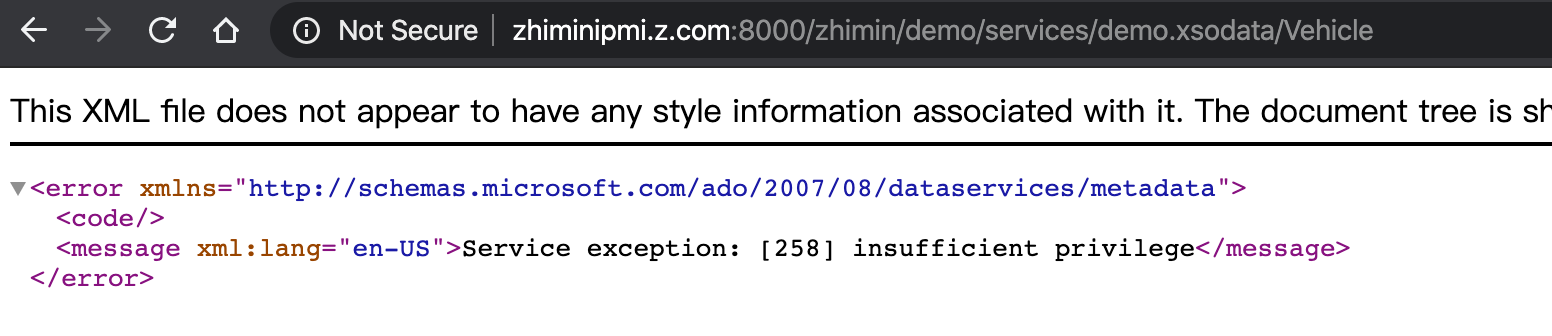 Not Secure | zhiminipmi.z.com:8000/zhimin/demo/services/demo.xsodata/Vehicle
This XML file does not appear to have any style information associated with it. The document tree is sh
<error xmlns="http://schemas.microsoft.com/ado/2007/08/dataservices/metadata">
<code/>
<message xml:lang="en-US">Service exception: [258] insufficient privilege</message>
</error>